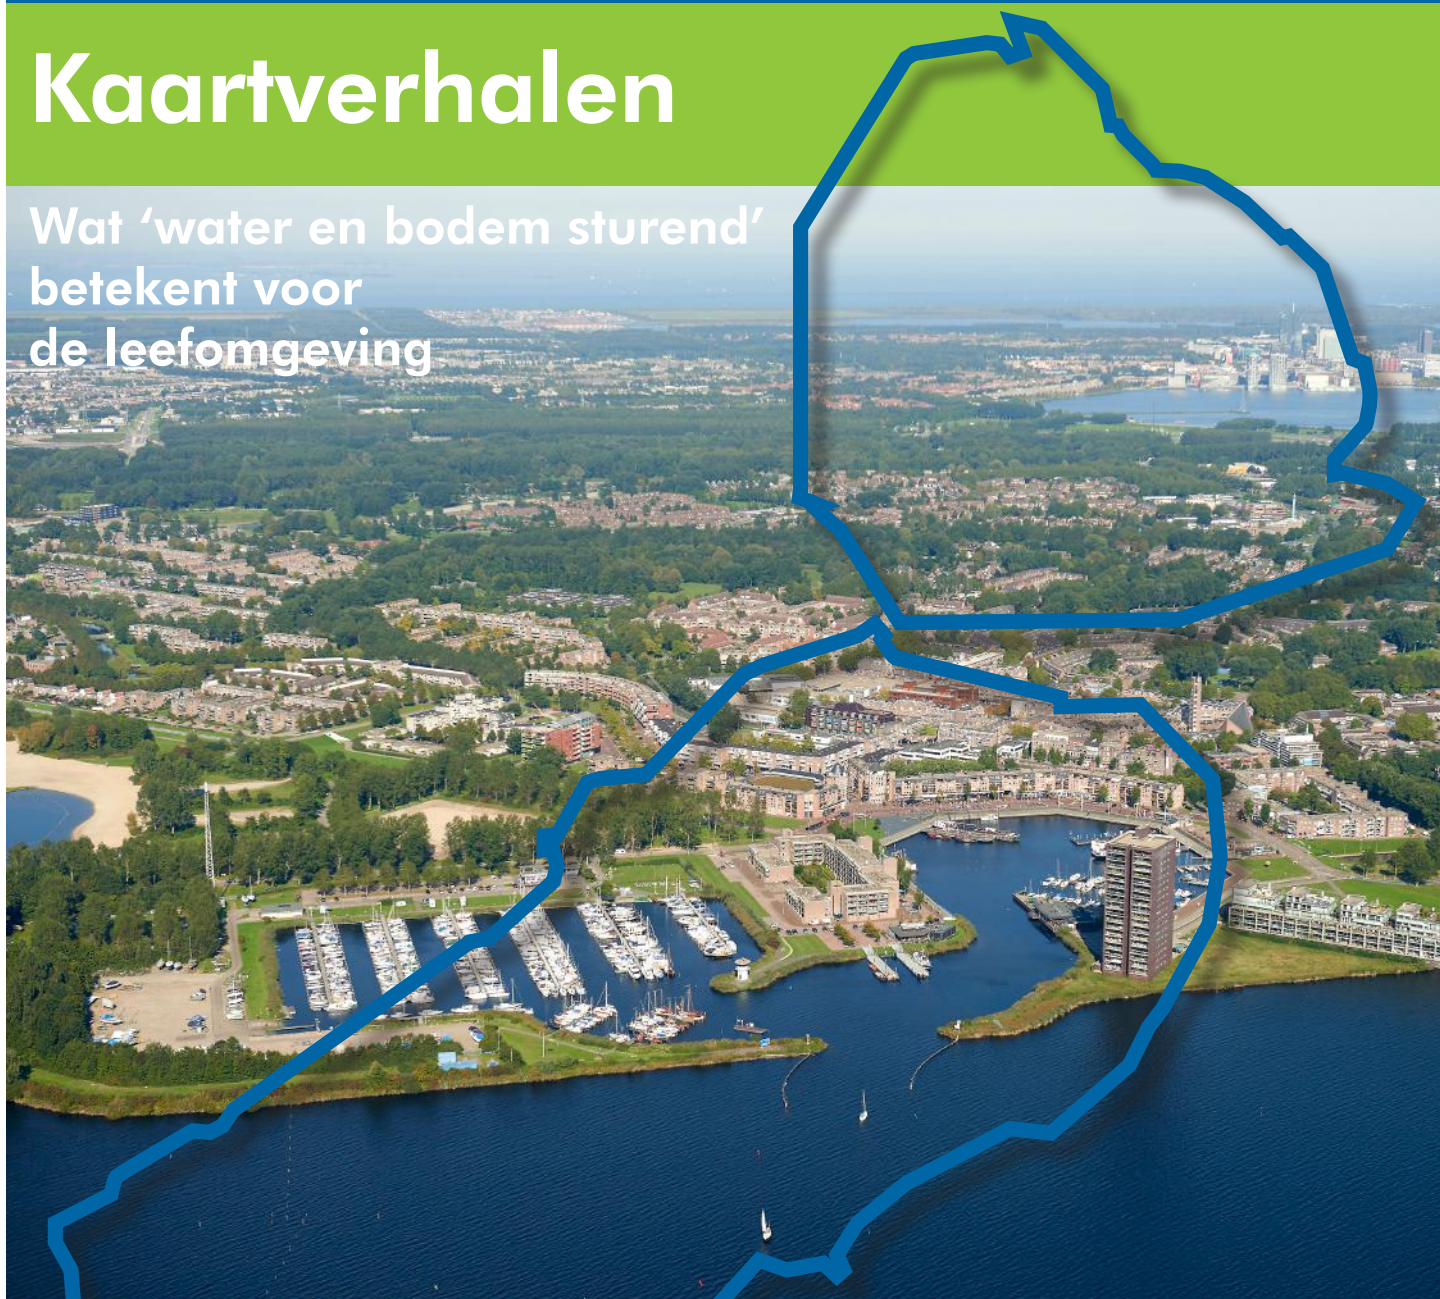 Kaartverhalen
Wat ‘water en bodem sturend’
betekent voor
de leefomgeving